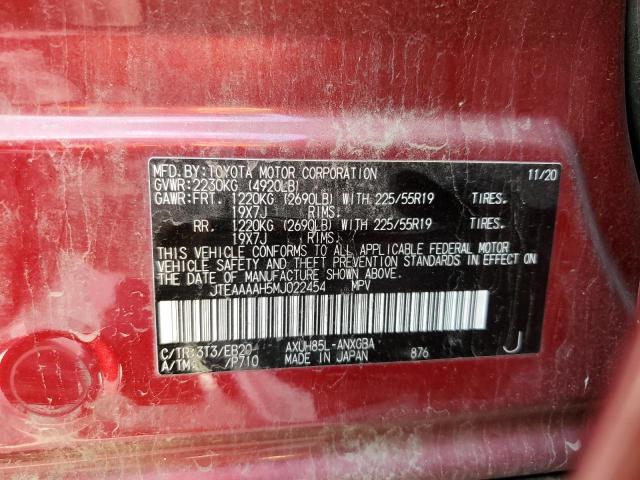 MFD.BY:TOYOTA MOTOR CORPORATION 11/20
GVWR:2230KG (4920LB)
GAWR:FRT. 1220KG (2690LB) WITH 225/55R19 TIRES.
19X7J RIMS.
RR. 1220KG (2690LB) WITH 225/55R19 TIRES.
19X7J RIMS.
THIS VEHICLE CONFORMS TO ALL APPLICABLE FEDERAL MOTOR
VEHICLE SAFETY AND THEFT PREVENTION STANDARDS IN EFFECT ON
THE DATE OF MANUFACTURE SHOWN ABOVE.
JTEAAAAH5MJ022454 MPV
C/TR:3T3/EB20 AXUH85L-ANXGBA
A/TM: /P710 MADE IN JAPAN 876 J